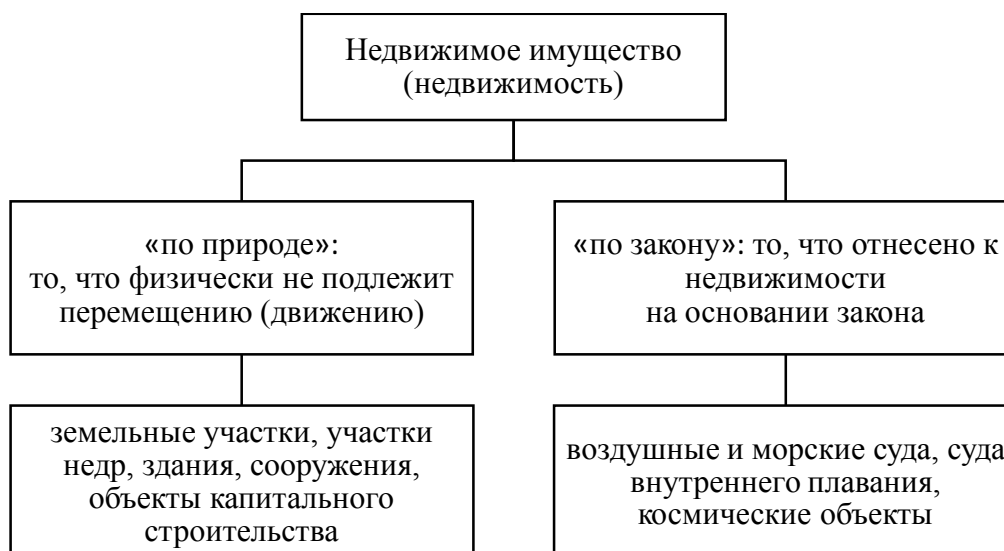 Недвижимое имущество
(недвижимость)
«по природе»:
то, что физически не подлежит
перемещению (движению)
«по закону»: то, что отнесено к
недвижимости
на основании закона
земельные участки, участки
недр, здания, сооружения,
объекты капитального
строительства
воздушные и морские суда, суда
внутреннего плавания,
космические объекты